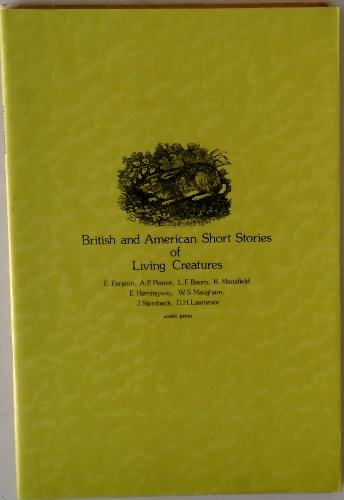 British and American Short Stories
of
Living Creatures
E. Farjeon, A. P. Pearce, L. F. Baum, K. Mansfield,
E. Hemingway, W. S. Maugham,
J. Steinbeck, D. H. Lawrence
asahi press